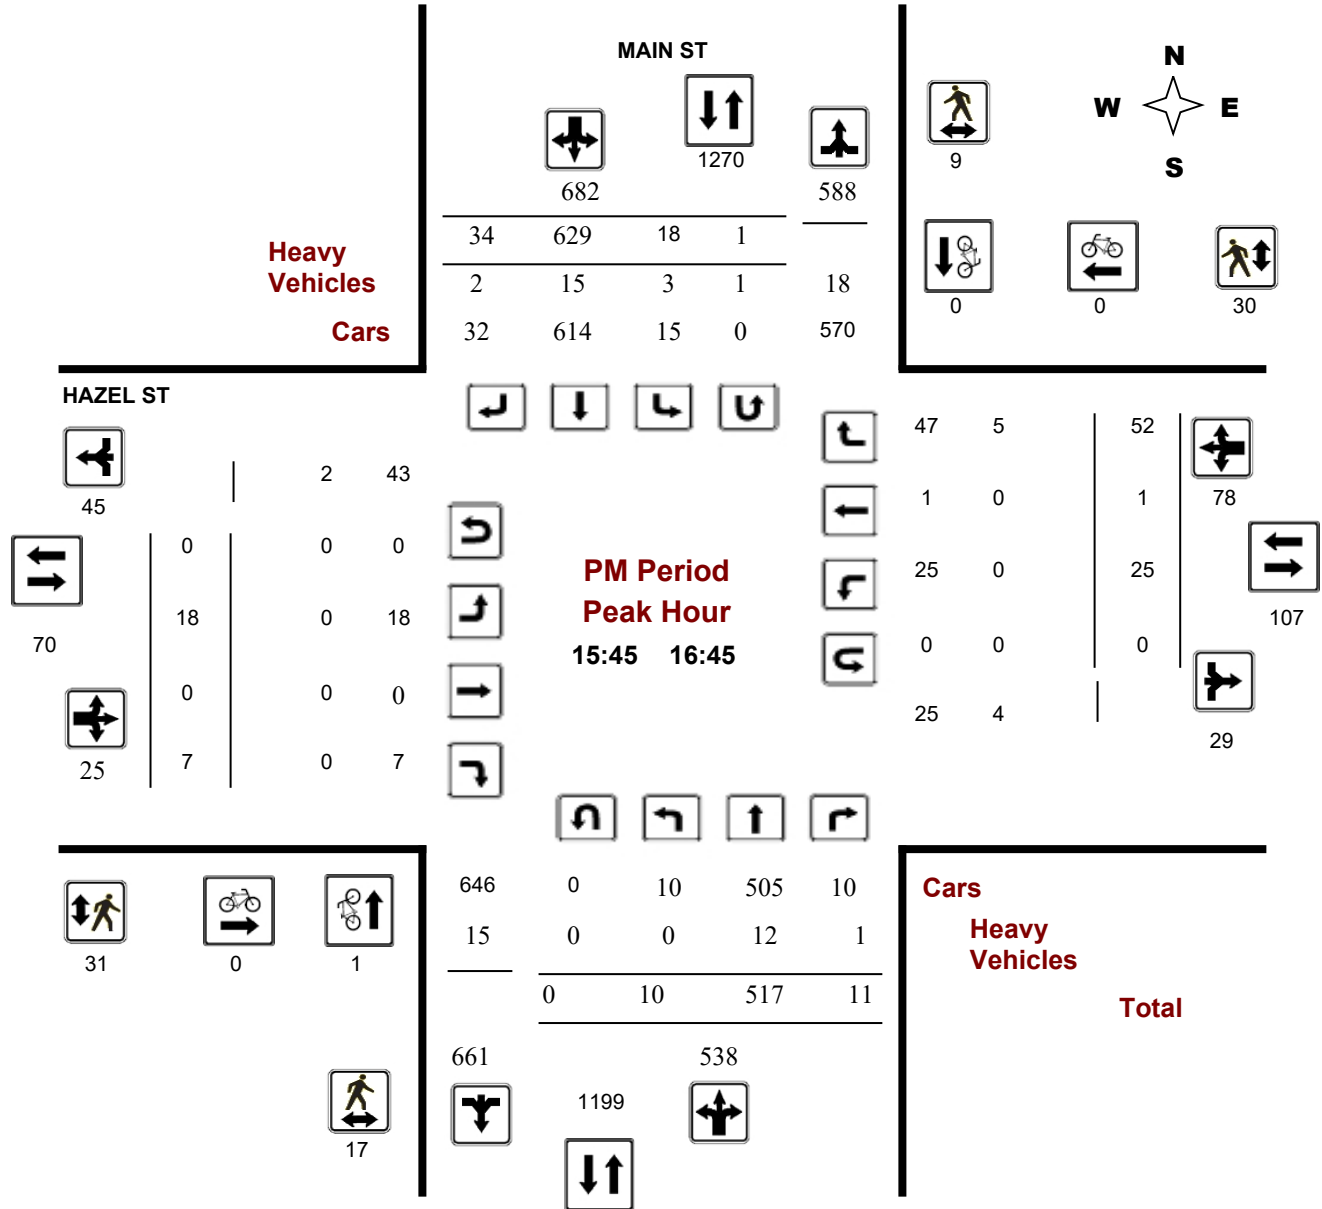 MAIN ST
N
W E
S
1270
9
682 588
34 629 18 1
Heavy
Vehicles
2 15 3 1 18
0 0 30
Cars
32 614 15 0 570
HAZEL ST
47 5 52
2 43
45
1 0 1 78
0 0 0
PM Period
25 0 25
Peak Hour
18 0 18
107
70
15:45 16:45
0 0 0
0 0 0
25 4
29
25
7 0 7
646 0 10 505 10
Cars
15 0 0 12 1
Heavy
Vehicles
31 0 1
0 10 517 11
Total
661 538
1199
17